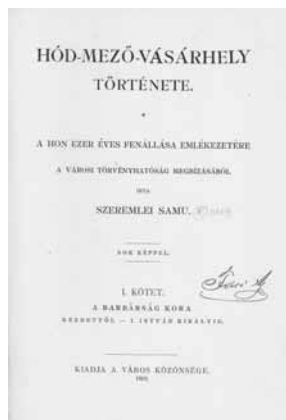 HÓD-MEZŐ-VÁSÁRHELY
TÖRTÉNETE.
A HON EZER ÉVES FENÁLLÁSA EMLÉKEZETÉRE
A VÁROSI TÖRVÉNYHATÓSÁG MEGBÍZÁSÁBÓL
IRTA
SZEREMLEI SAMU.
SOK KÉPPEL.
I. KÖTET.
A BARBÁRSÁG KORA
KEZDETTŐL — I. ISTVÁN KIRÁLYIG.
KIADJA A VÁROS KÖZÖNSÉGE.